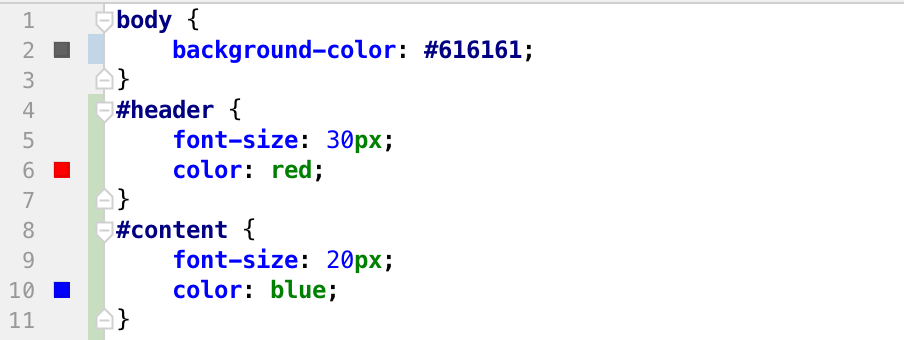 1 body {
2 background-color: #616161;
3 }
4 #header {
5 font-size: 30px;
6 color: red;
7 }
8 #content {
9 font-size: 20px;
10 color: blue;
11 }